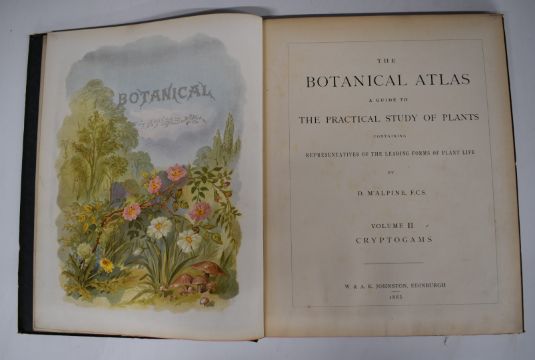 BOTANICAL
THE
BOTANICAL ATLAS
A GUIDE TO
THE PRACTICAL STUDY OF PLANTS
CONTAINING
REPRESENTATIVES OF THE LEADING FORMS OF PLANT LIFE
BY
D. M'ALPINE, F.C.S.
VOLUME II
CRYPTOGAMS
W. & A. K. JOHNSTON, EDINBURGH
1883